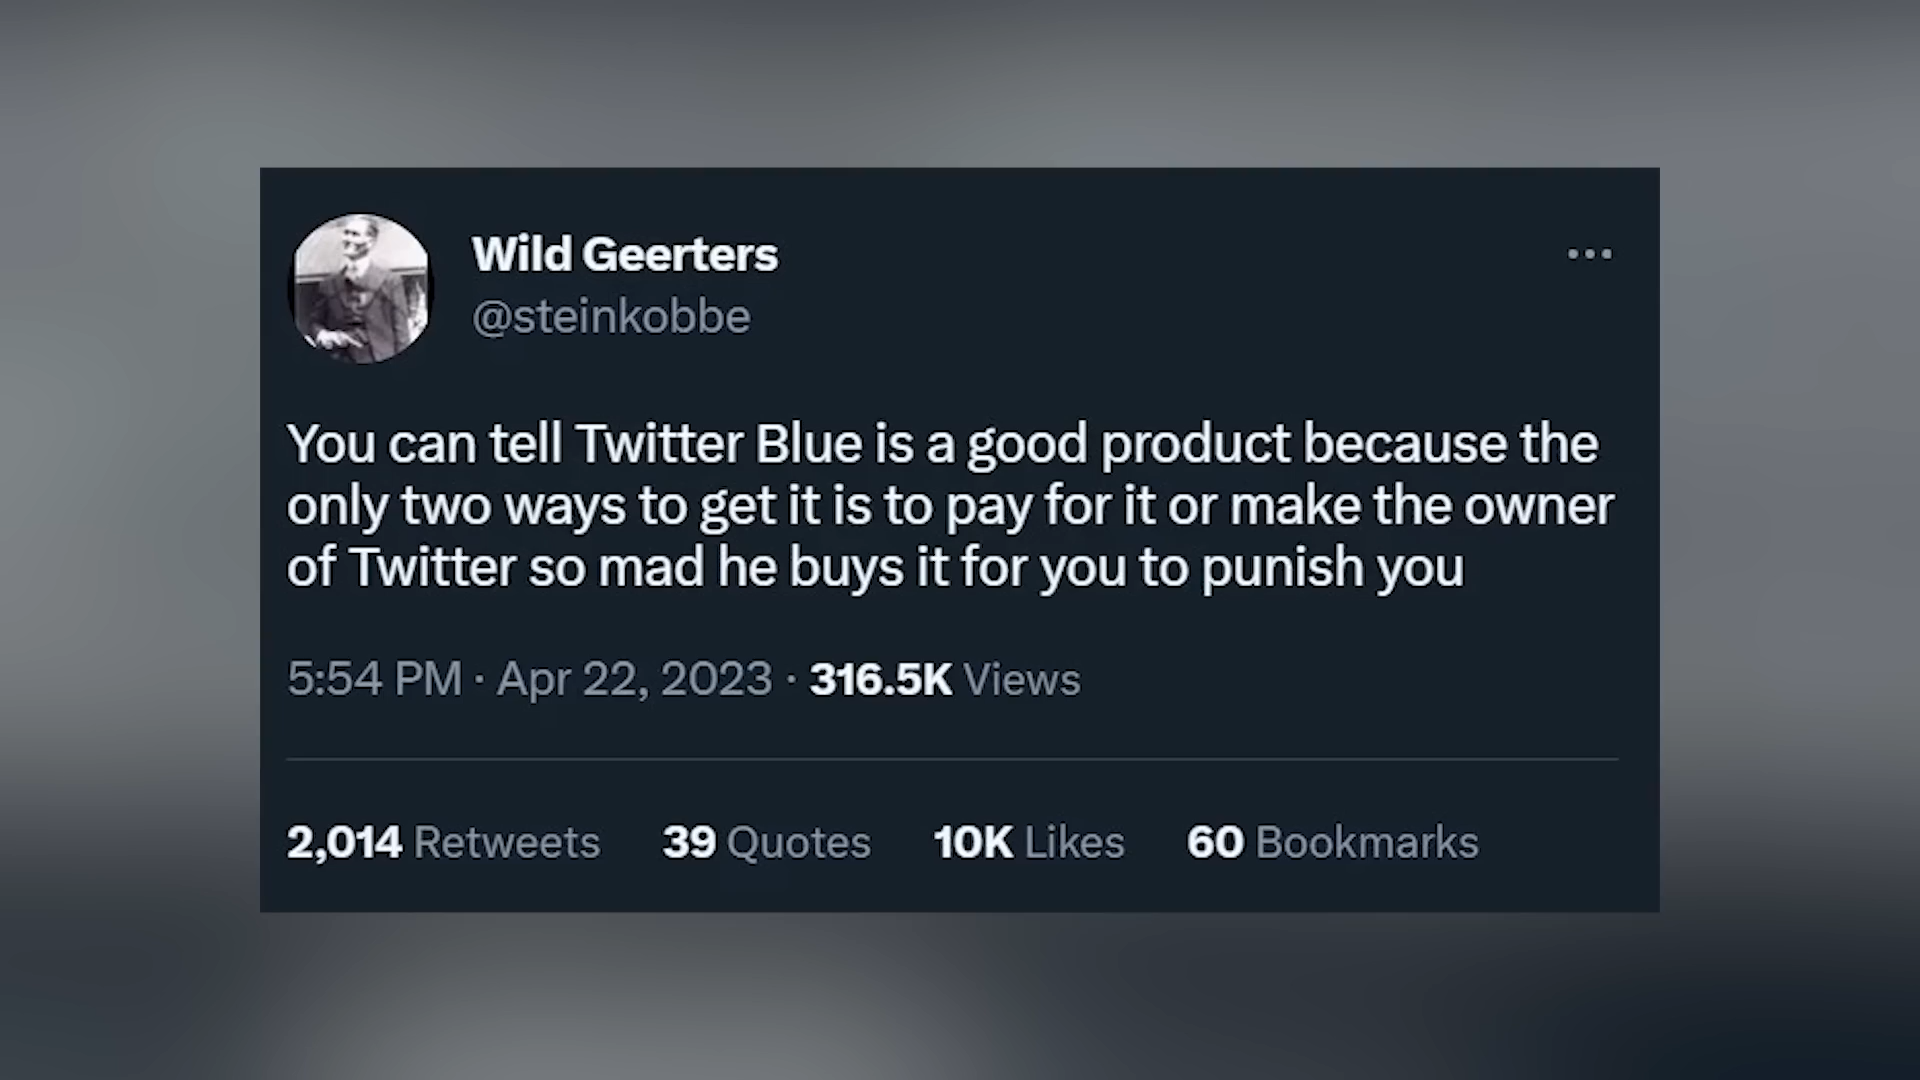 Wild Geerters
@steinkobbe
You can tell Twitter Blue is a good product because the
only two ways to get it is to pay for it or make the owner
of Twitter so mad he buys it for you to punish you
5:54 PM · Apr 22, 2023 · 316.5K Views
2,014 Retweets 39 Quotes 10K Likes 60 Bookmarks